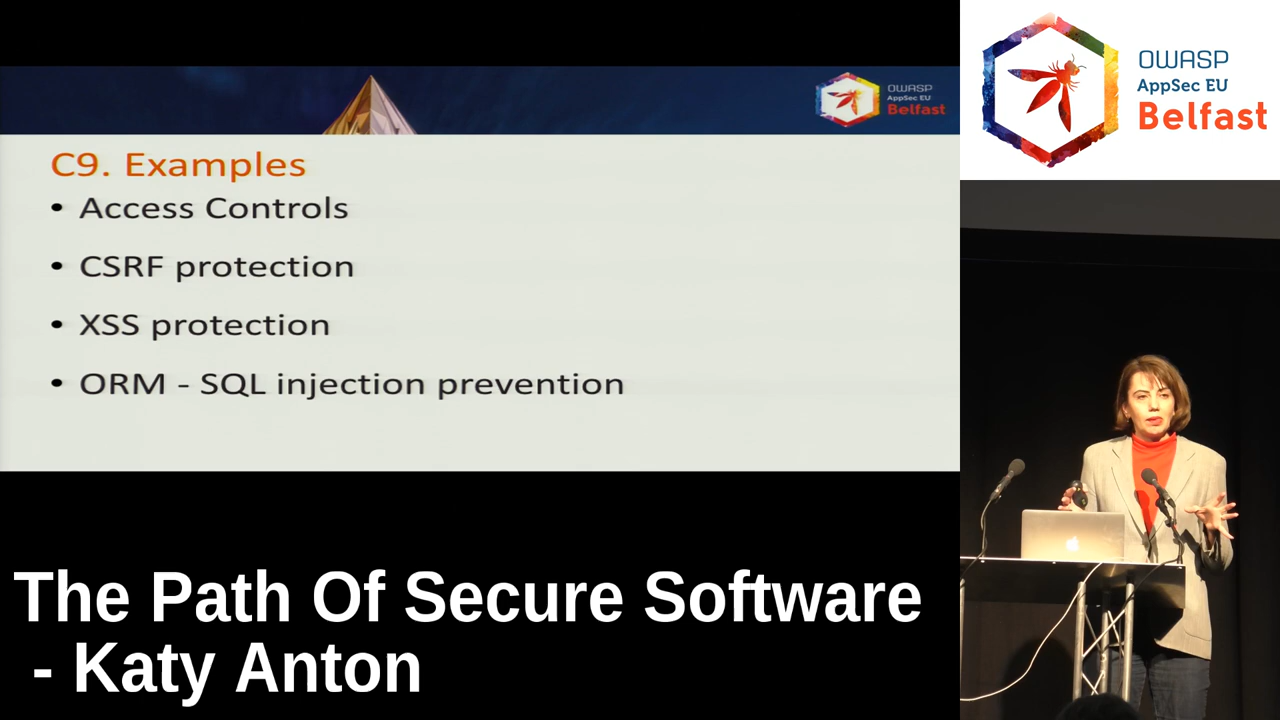 OWASP
AppSec EU
Belfast
C9. Examples
• Access Controls
• CSRF protection
• XSS protection
• ORM - SQL injection prevention
OWASP
AppSec EU
Belfast
The Path Of Secure Software
- Katy Anton